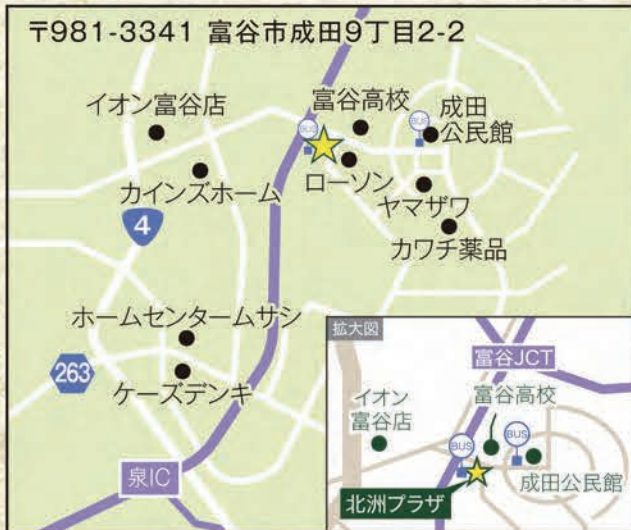 〒981-3341 富谷市成田9丁目2-2
イオン富谷店
富谷高校
成田
公民館
BUS
BUS
カインズホーム
ローソン
ヤマザワ
カワチ薬品
4
ホームセンタームサシ
263
ケーズデンキ
泉IC
拡大図
富谷JCT
イオン
富谷店
富谷高校
BUS
BUS
成田公民館
北洲プラザ